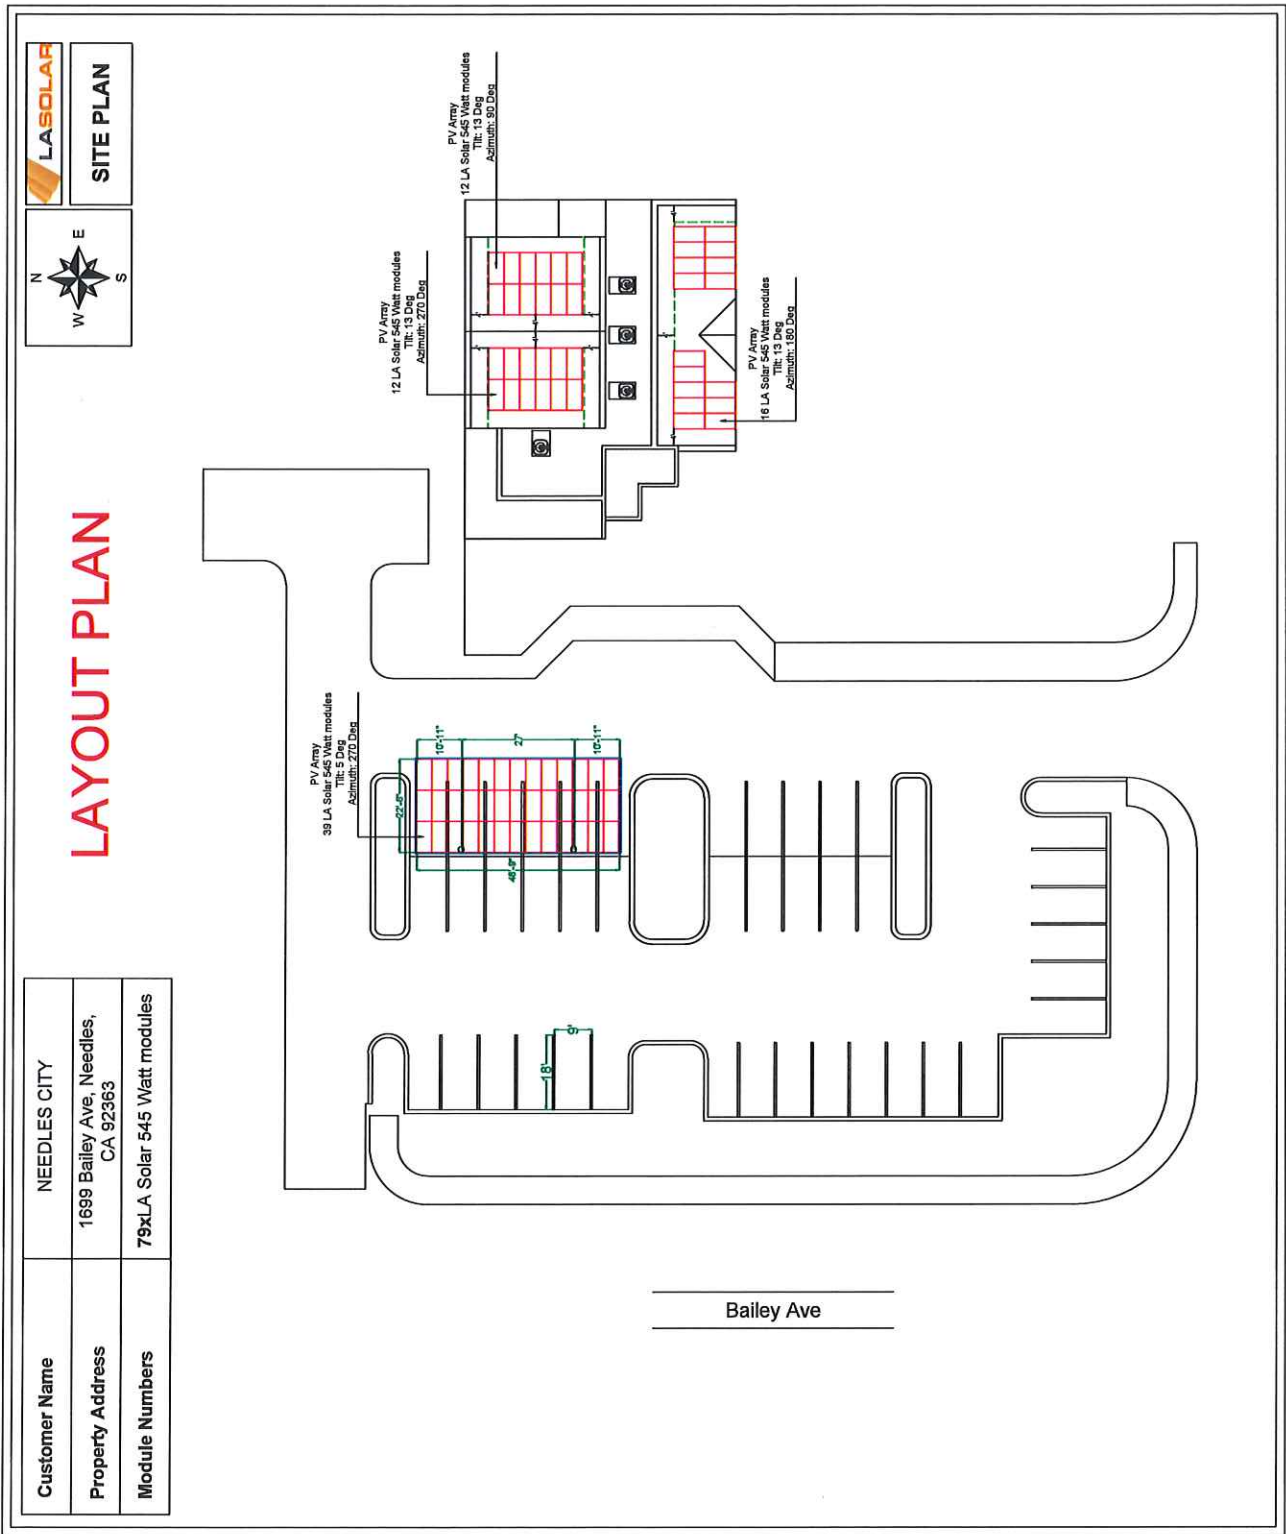 Customer Name
NEEDLES CITY
Property Address
1699 Bailey Ave, Needles,
CA 92363
Module Numbers
79xLA Solar 545 Watt modules
LAYOUT PLAN
N
W
E
S
LASOLAR
SITE PLAN
PV Array
39 LA Solar 545 Watt modules
Tilt: 5 Deg
Azimuth: 270 Deg
PV Array
12 LA Solar 545 Watt modules
Tilt: 13 Deg
Azimuth: 270 Deg
PV Array
12 LA Solar 545 Watt modules
Tilt: 13 Deg
Azimuth: 90 Deg
PV Array
16 LA Solar 545 Watt modules
Tilt: 13 Deg
Azimuth: 180 Deg
10'-11"
27'
10'-11"
18'
9'
Bailey Ave